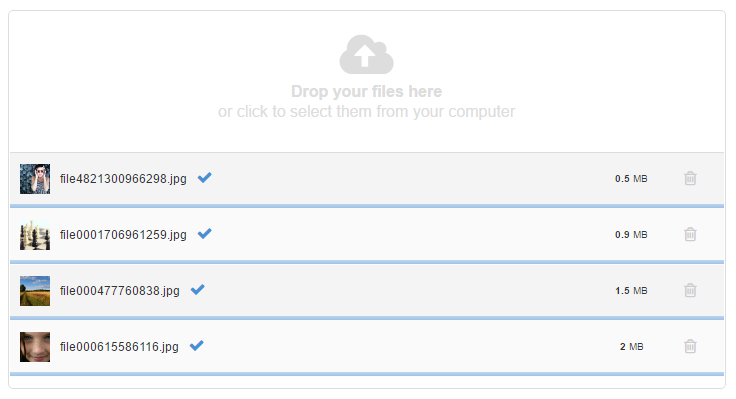 Drop your files here
or click to select them from your computer
file4821300966298.jpg 0.5 MB
file0001706961259.jpg 0.9 MB
file000477760838.jpg 1.5 MB
file000615586116.jpg 2 MB